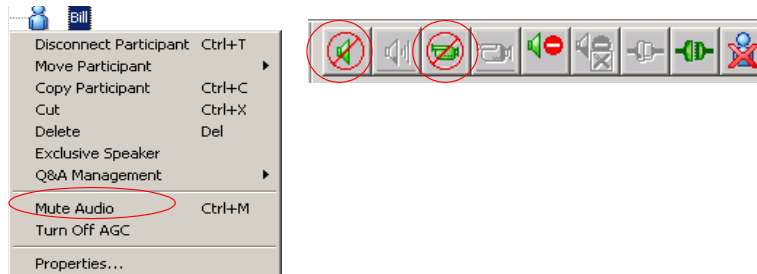 Bill
Disconnect Participant Ctrl+T
Move Participant
Copy Participant Ctrl+C
Cut Ctrl+X
Delete Del
Exclusive Speaker
Q&A Management
Mute Audio Ctrl+M
Turn Off AGC
Properties...